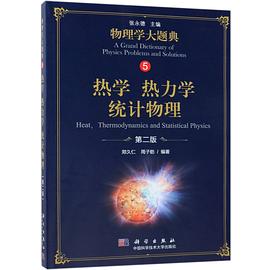 张永德 主编
物理学大题典
A Grand Dictionary of
Physics Problems and Solutions
5
热学 热力学
统计物理
Heat, Thermodynamics and Statistical Physics
第二版
郑久仁 周子舫 / 编著
科学出版社
中国科学技术大学出版社